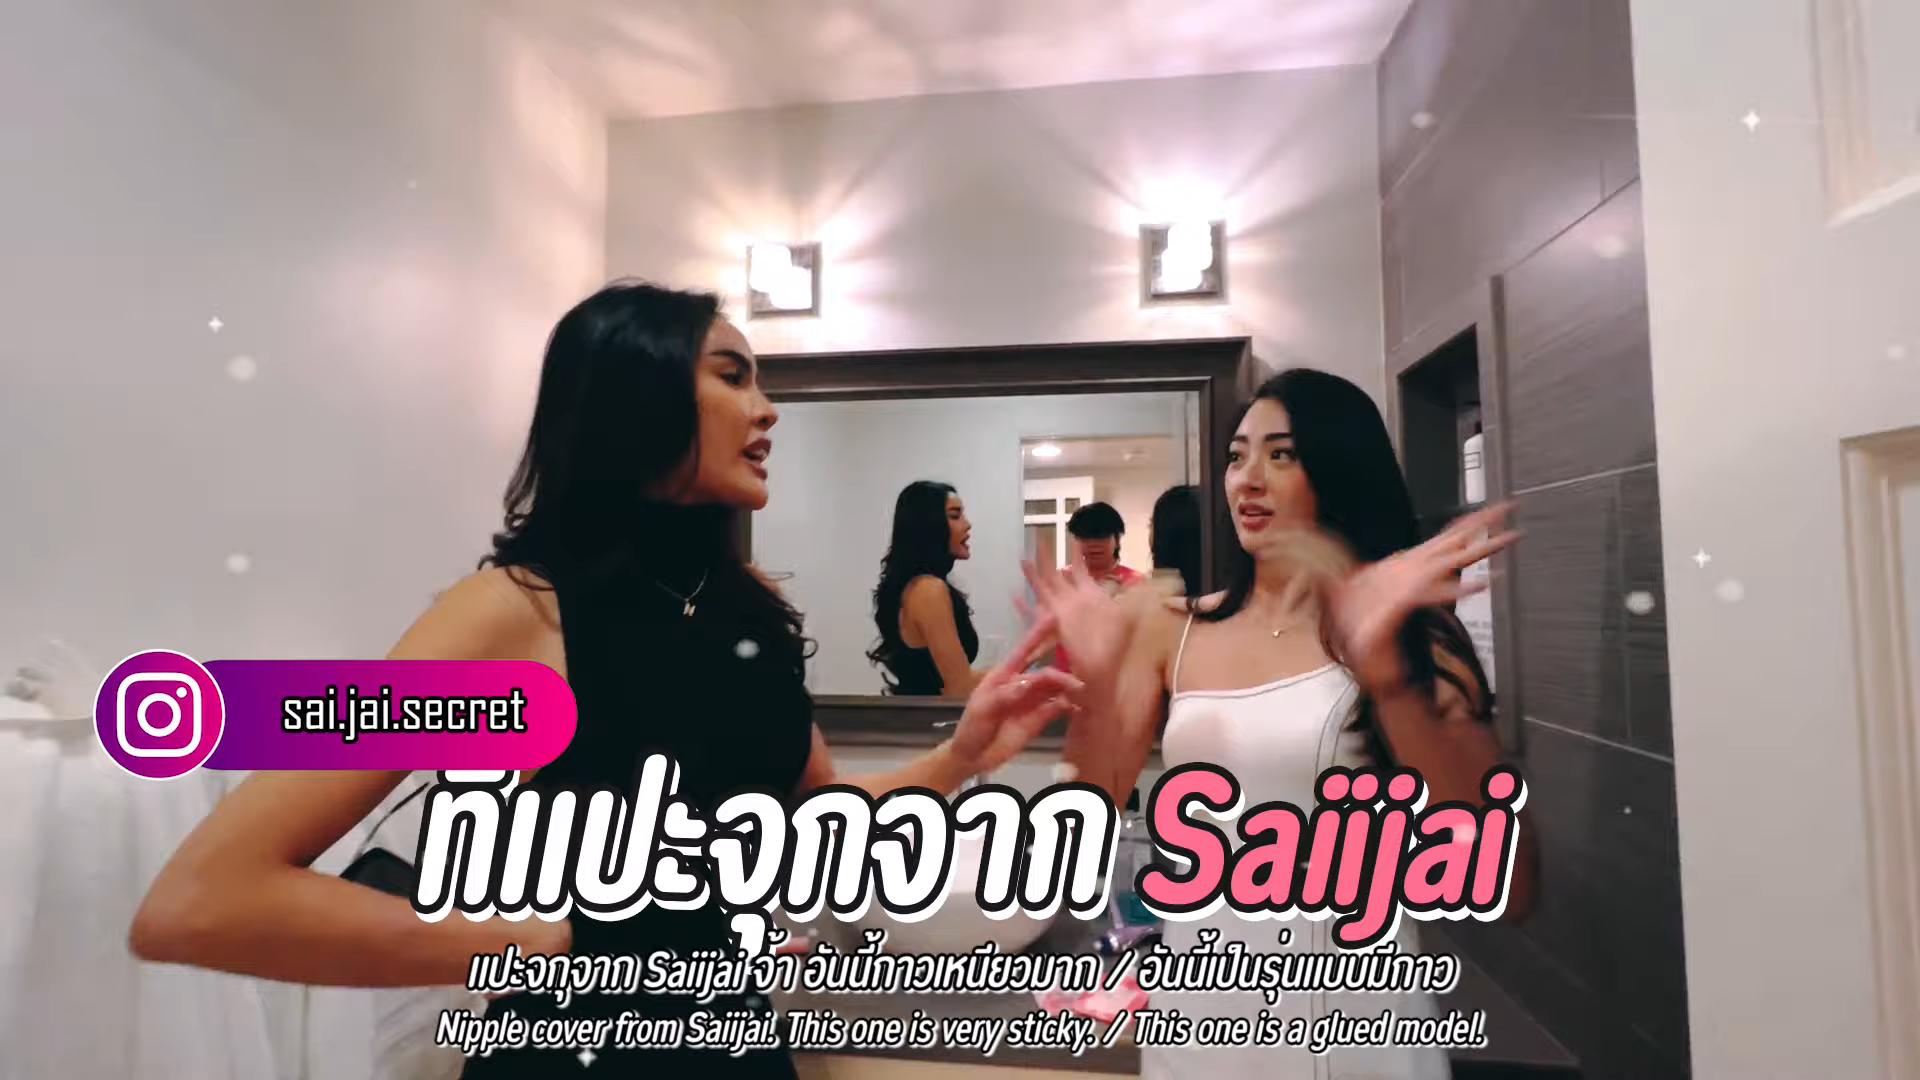 sai.jai.secret
ที่แปะจุกจาก Saiijai
แปะจุกจาก Saiijai จ้า อันนี้กาวเหนียวมาก / อันนี้เป็นรุ่นแบบมีกาว
Nipple cover from Saiijai. This one is very sticky. / This one is a glued model.